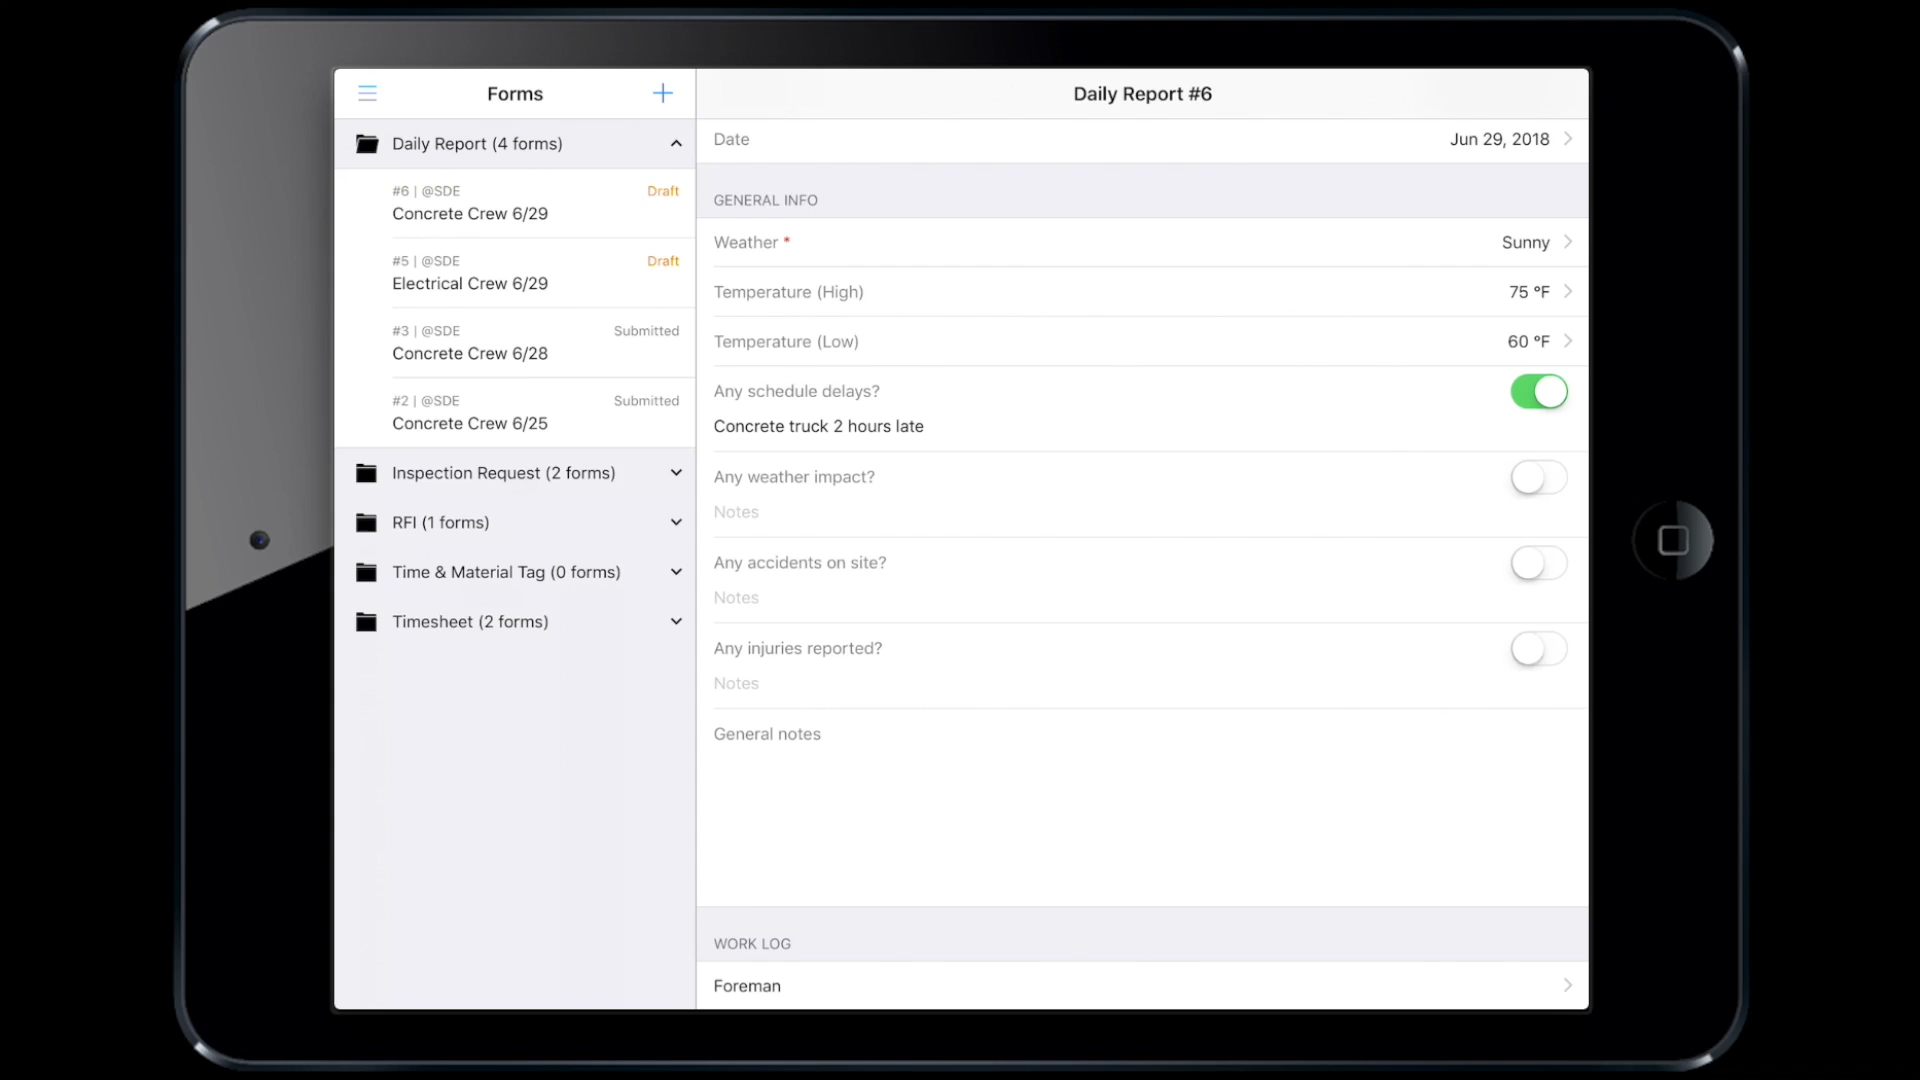 Forms
Daily Report (4 forms)
#6 | @SDE Draft
Concrete Crew 6/29
#5 | @SDE Draft
Electrical Crew 6/29
#3 | @SDE Submitted
Concrete Crew 6/28
#2 | @SDE Submitted
Concrete Crew 6/25
Inspection Request (2 forms)
RFI (1 forms)
Time & Material Tag (0 forms)
Timesheet (2 forms)
Daily Report #6
Date Jun 29, 2018
GENERAL INFO
Weather * Sunny
Temperature (High) 75 °F
Temperature (Low) 60 °F
Any schedule delays?
Concrete truck 2 hours late
Any weather impact?
Notes
Any accidents on site?
Notes
Any injuries reported?
Notes
General notes
WORK LOG
Foreman